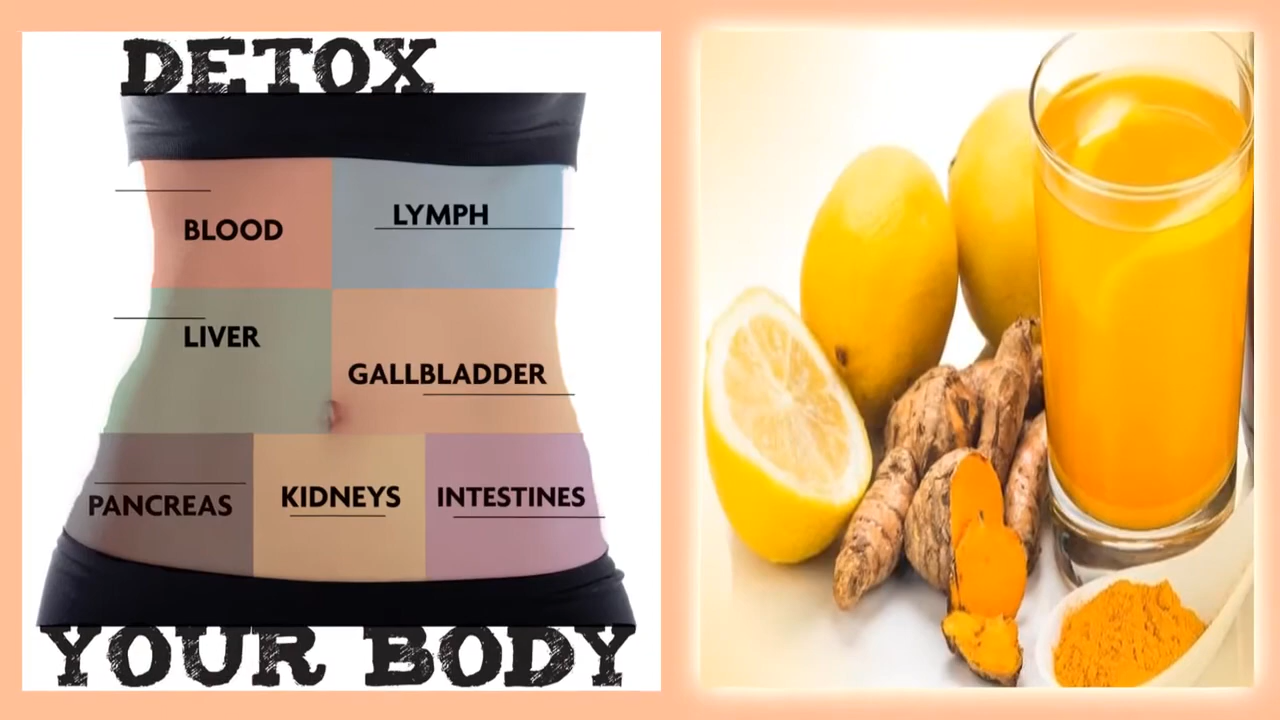 DETOX
BLOOD
LYMPH
LIVER
GALLBLADDER
PANCREAS
KIDNEYS
INTESTINES
YOUR BODY